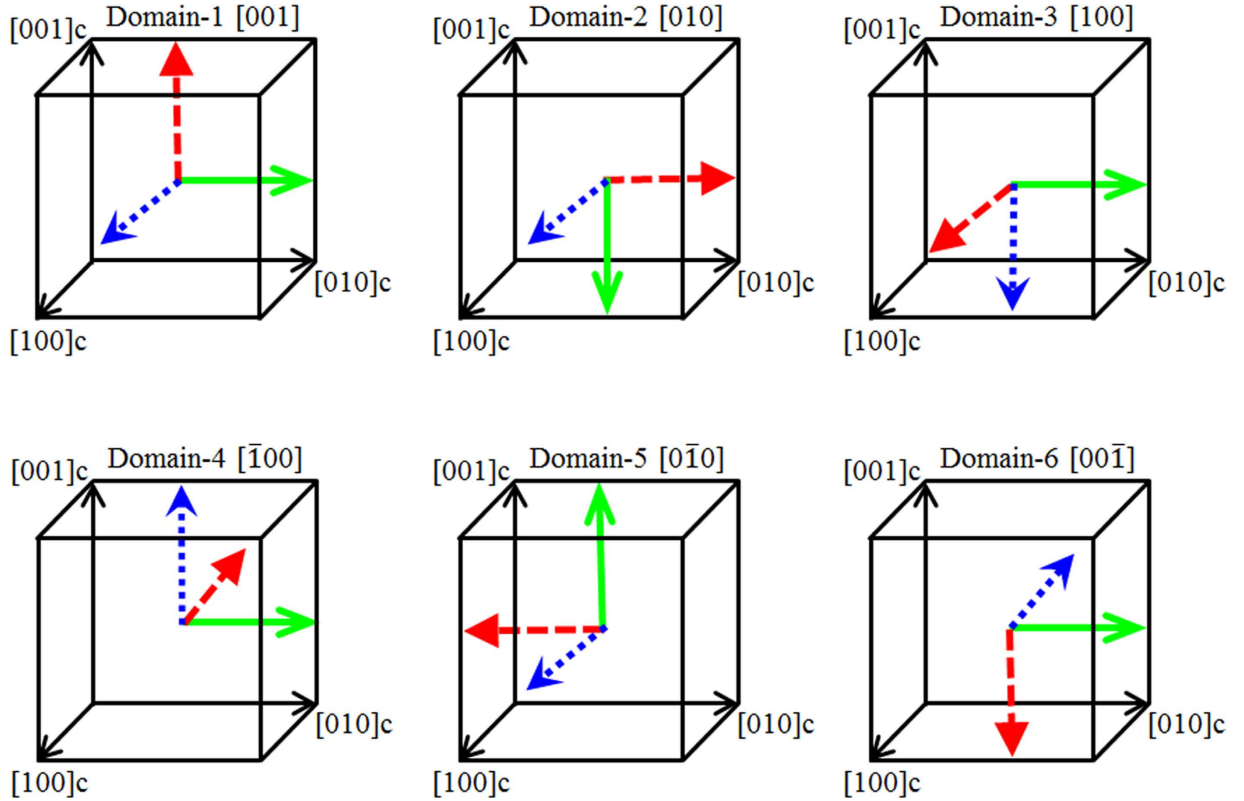 [001]c Domain-1 [001]
[010]c
[100]c
[001]c Domain-2 [010]
[010]c
[100]c
[001]c Domain-3 [100]
[010]c
[100]c
[001]c Domain-4 [1̅00]
[010]c
[100]c
[001]c Domain-5 [01̅0]
[010]c
[100]c
[001]c Domain-6 [001̅]
[010]c
[100]c